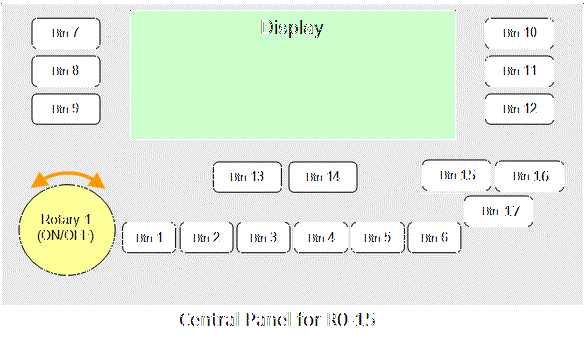 Display
Btn 7
Btn 8
Btn 9
Btn 10
Btn 11
Btn 12
Btn 13
Btn 14
Btn 15
Btn 16
Btn 17
Rotary 1
(ON/OFF)
Btn 1
Btn 2
Btn 3
Btn 4
Btn 5
Btn 6
Central Panel for R0-15